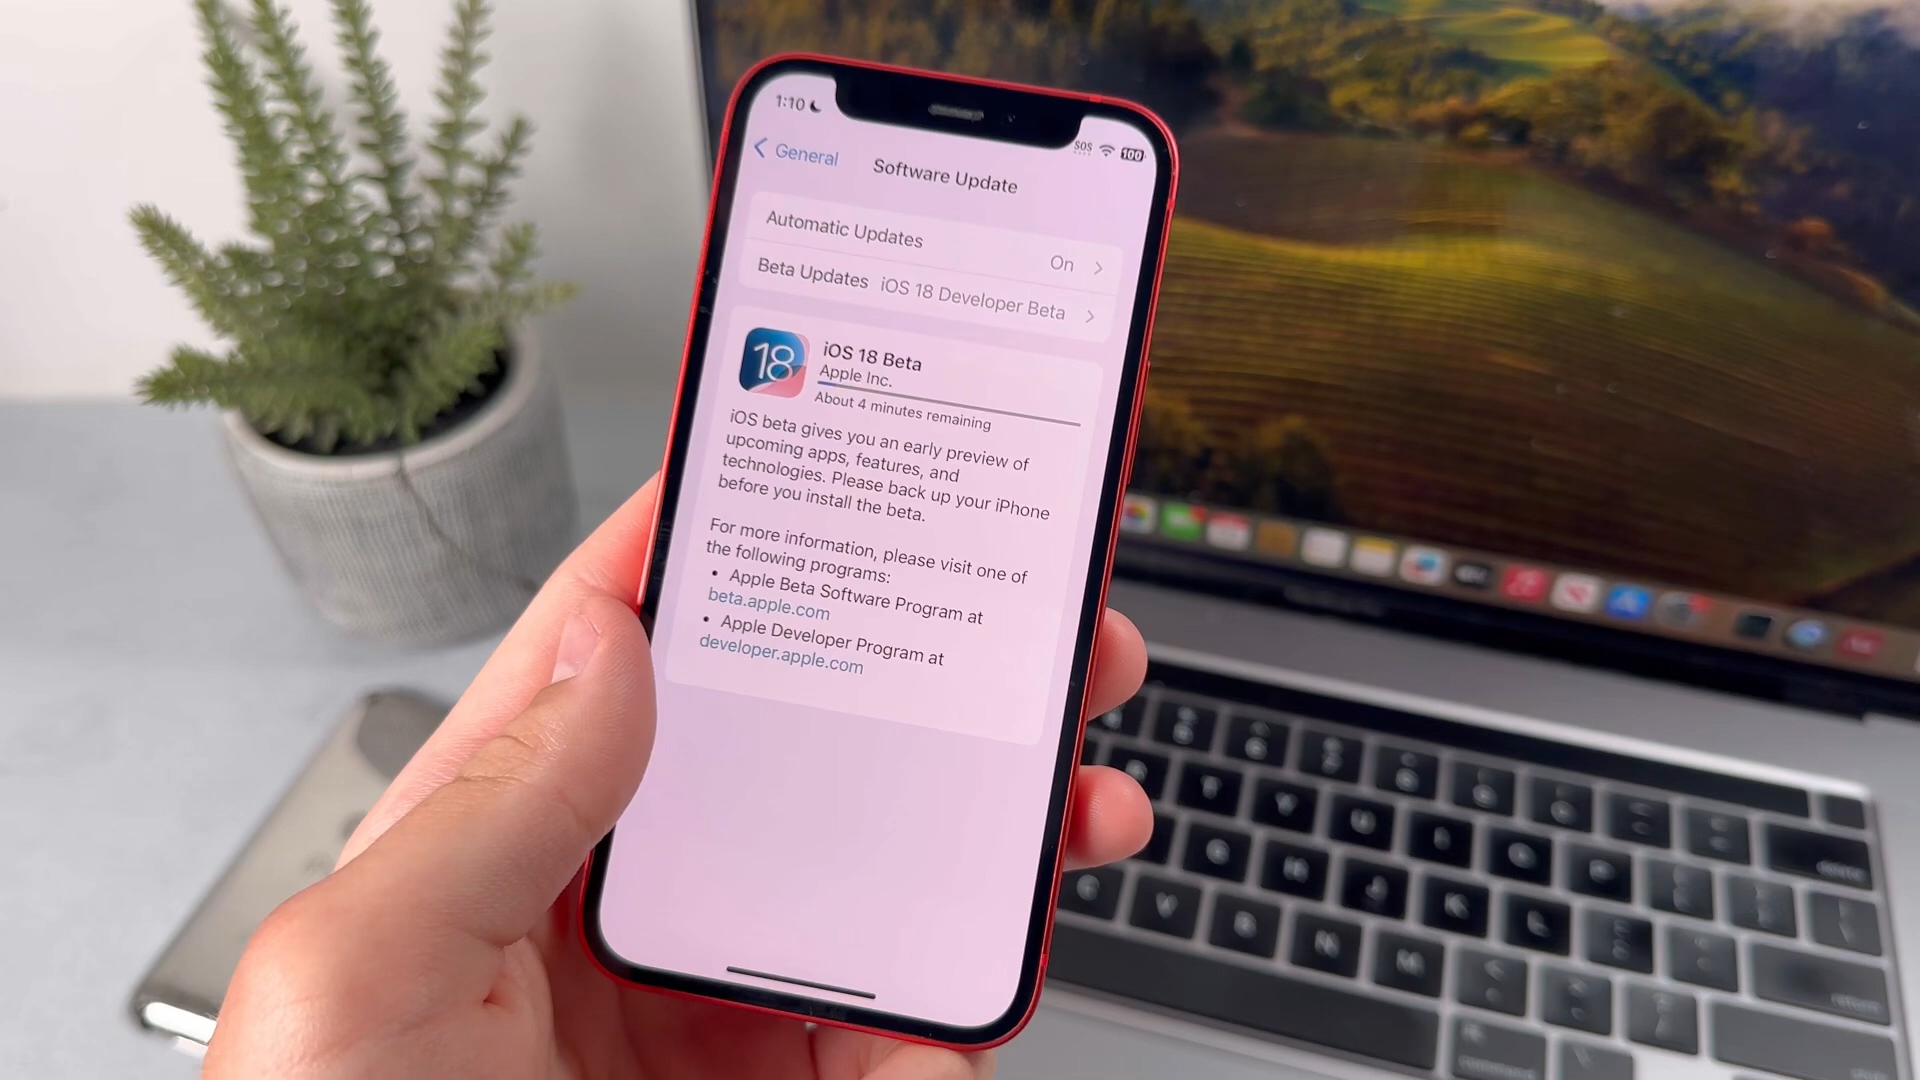 1:10
SOS
100
General
Software Update
Automatic Updates
On
Beta Updates iOS 18 Developer Beta
18
iOS 18 Beta
Apple Inc.
About 4 minutes remaining
iOS beta gives you an early preview of
upcoming apps, features, and
technologies. Please back up your iPhone
before you install the beta.
For more information, please visit one of
the following programs:
• Apple Beta Software Program at
beta.apple.com
• Apple Developer Program at
developer.apple.com